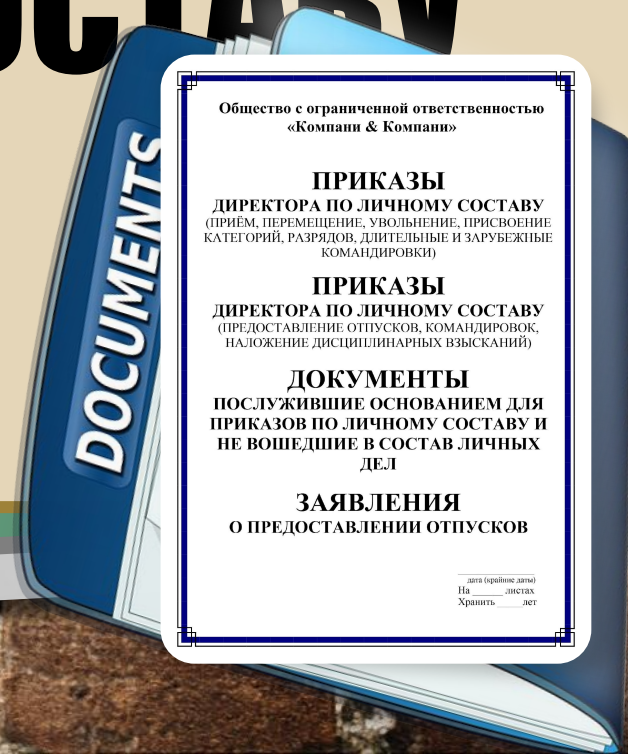 DOCUMENTS
Общество с ограниченной ответственностью
«Компани & Компани»
ПРИКАЗЫ
ДИРЕКТОРА ПО ЛИЧНОМУ СОСТАВУ
(ПРИЁМ, ПЕРЕМЕЩЕНИЕ, УВОЛЬНЕНИЕ, ПРИСВОЕНИЕ
КАТЕГОРИЙ, РАЗРЯДОВ, ДЛИТЕЛЬНЫЕ И ЗАРУБЕЖНЫЕ
КОМАНДИРОВКИ)
ПРИКАЗЫ
ДИРЕКТОРА ПО ЛИЧНОМУ СОСТАВУ
(ПРЕДОСТАВЛЕНИЕ ОТПУСКОВ, КОМАНДИРОВОК,
НАЛОЖЕНИЕ ДИСЦИПЛИНАРНЫХ ВЗЫСКАНИЙ)
ДОКУМЕНТЫ
ПОСЛУЖИВШИЕ ОСНОВАНИЕМ ДЛЯ
ПРИКАЗОВ ПО ЛИЧНОМУ СОСТАВУ И
НЕ ВОШЕДШИЕ В СОСТАВ ЛИЧНЫХ
ДЕЛ
ЗАЯВЛЕНИЯ
О ПРЕДОСТАВЛЕНИИ ОТПУСКОВ
дата (крайние даты)
На ______ листах
Хранить _____ лет